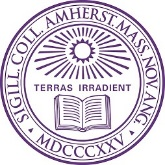 SIGILL. COLL. AMHERST. MASS. NOV. ANG.
MDCCCXXV
TERRAS IRRADIENT